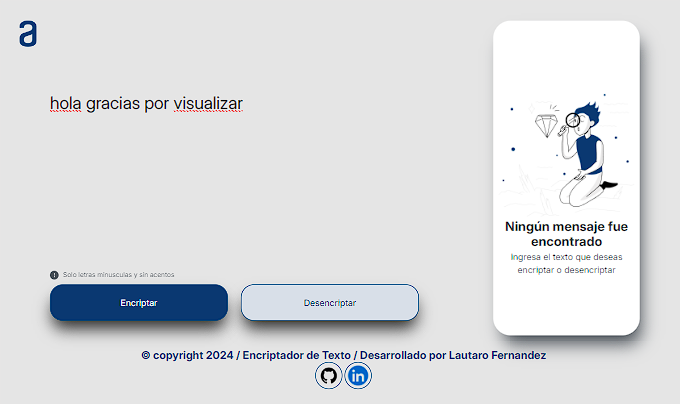 a
hola gracias por visualizar
Solo letras minusculas y sin acentos
Encriptar
Desencriptar
Ningún mensaje fue
encontrado
Ingresa el texto que deseas
encriptar o desencriptar
© copyright 2024 / Encriptador de Texto / Desarrollado por Lautaro Fernandez
in